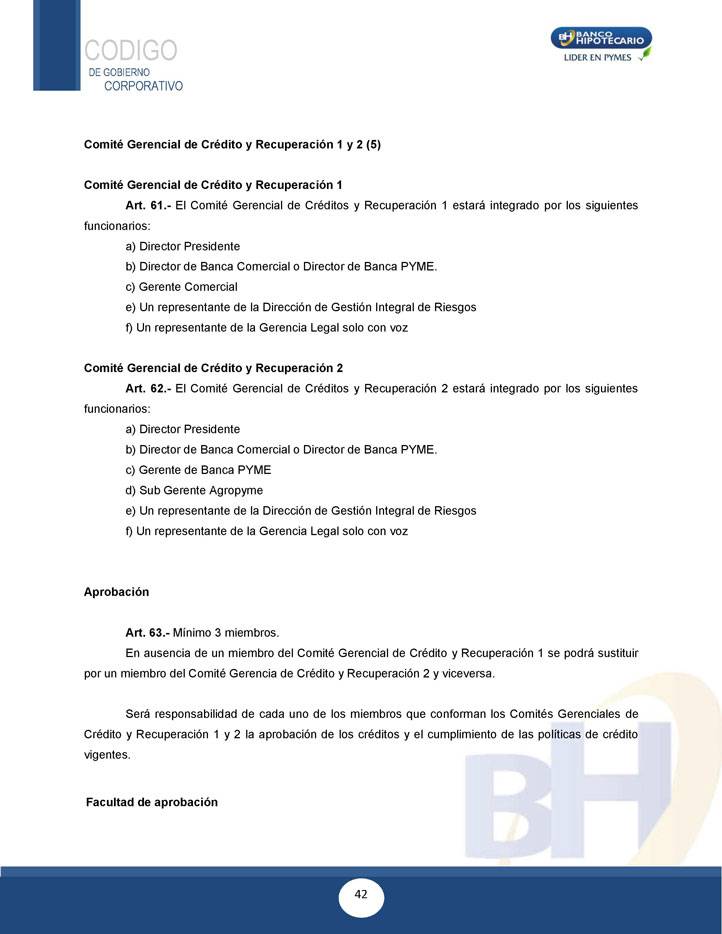 CODIGO
DE GOBIERNO
CORPORATIVO
BH BANCO
HIPOTECARIO
LIDER EN PYMES
Comité Gerencial de Crédito y Recuperación 1 y 2 (5)
Comité Gerencial de Crédito y Recuperación 1
Art. 61.- El Comité Gerencial de Créditos y Recuperación 1 estará integrado por los siguientes
funcionarios:
a) Director Presidente
b) Director de Banca Comercial o Director de Banca PYME.
c) Gerente Comercial
e) Un representante de la Dirección de Gestión Integral de Riesgos
f) Un representante de la Gerencia Legal solo con voz
Comité Gerencial de Crédito y Recuperación 2
Art. 62.- El Comité Gerencial de Créditos y Recuperación 2 estará integrado por los siguientes
funcionarios:
a) Director Presidente
b) Director de Banca Comercial o Director de Banca PYME.
c) Gerente de Banca PYME
d) Sub Gerente Agropyme
e) Un representante de la Dirección de Gestión Integral de Riesgos
f) Un representante de la Gerencia Legal solo con voz
Aprobación
Art. 63.- Mínimo 3 miembros.
En ausencia de un miembro del Comité Gerencial de Crédito y Recuperación 1 se podrá sustituir
por un miembro del Comité Gerencia de Crédito y Recuperación 2 y viceversa.
Será responsabilidad de cada uno de los miembros que conforman los Comités Gerenciales de
Crédito y Recuperación 1 y 2 la aprobación de los créditos y el cumplimiento de las políticas de crédito
vigentes.
Facultad de aprobación
BH
42